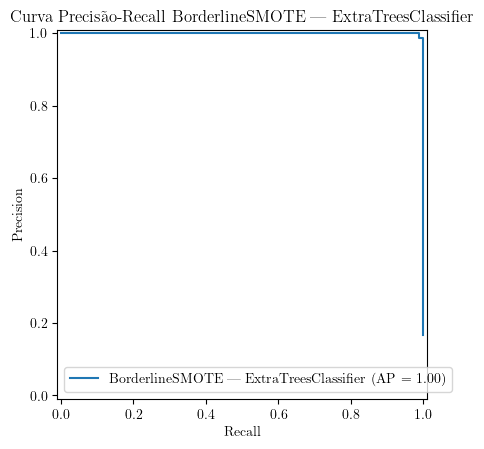 Curva Precisão-Recall BorderlineSMOTE — ExtraTreesClassifier
1.0
0.8
0.6
0.4
0.2
0.0
Precision
BorderlineSMOTE — ExtraTreesClassifier (AP = 1.00)
0.0 0.2 0.4 0.6 0.8 1.0
Recall